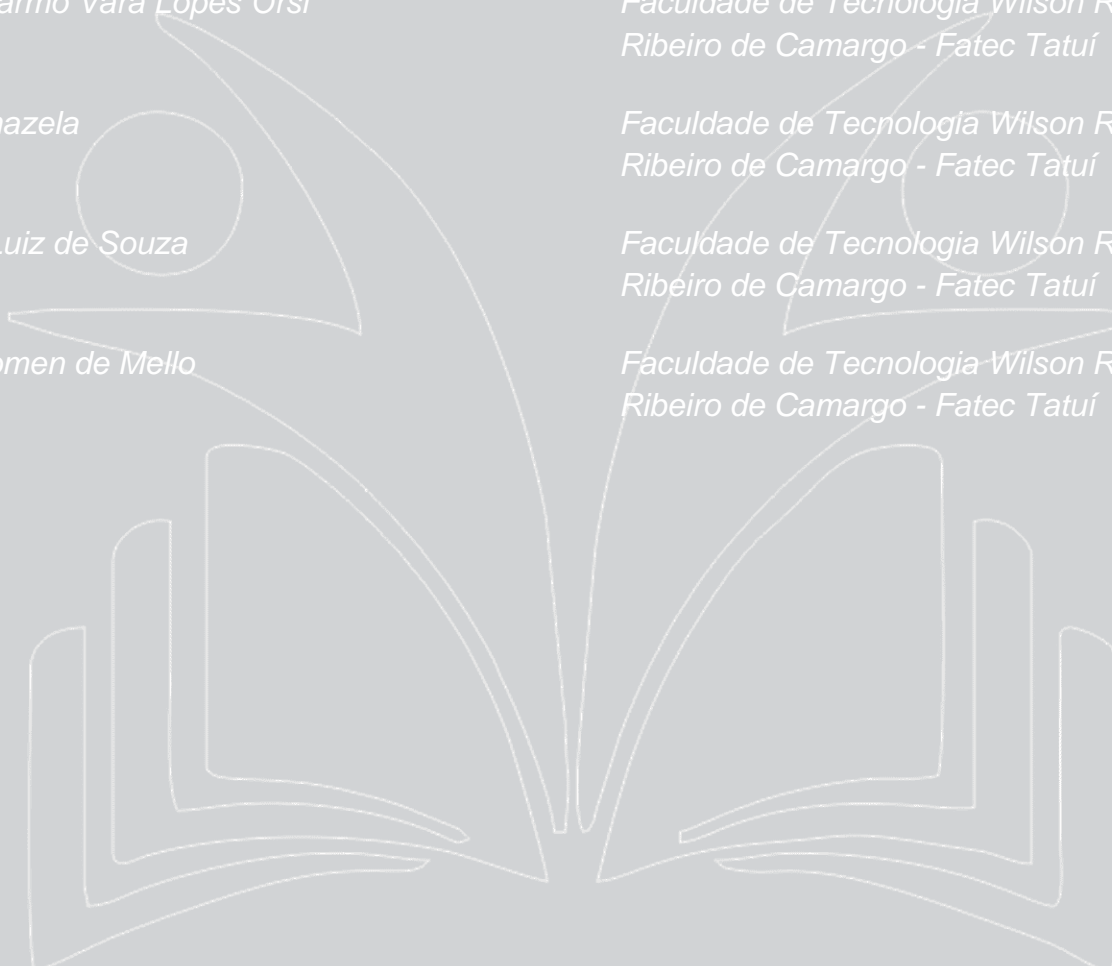 Vara Lopes Orsi
Faculdade de Tecnologia Wilson R
Ribeiro de Camargo - Fatec Tatuí
nazela
Faculdade de Tecnologia Wilson R
Ribeiro de Camargo - Fatec Tatuí
Luiz de Souza
Faculdade de Tecnologia Wilson R
Ribeiro de Camargo - Fatec Tatuí
omen de Mello
Faculdade de Tecnologia Wilson R
Ribeiro de Camargo - Fatec Tatuí